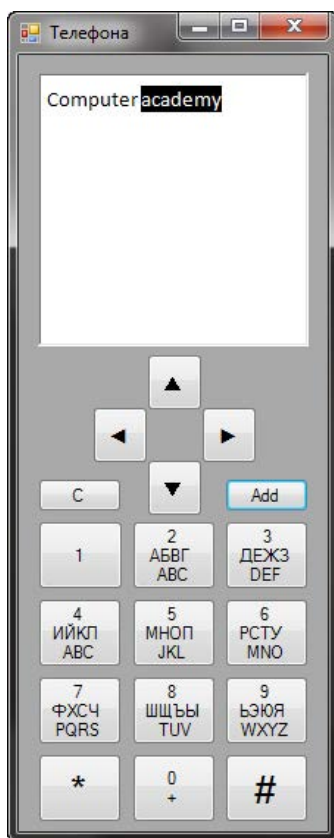 Телефона
Computer academy
▲
◄ ►
C ▼ Add
1
2
АБВГ
ABC
3
ДЕЖЗ
DEF
4
ИЙКЛ
ABC
5
МНОП
JKL
6
РСТУ
MNO
7
ФХСЧ
PQRS
8
ШЩЪЫ
TUV
9
ЬЭЮЯ
WXYZ
*
0
+
#